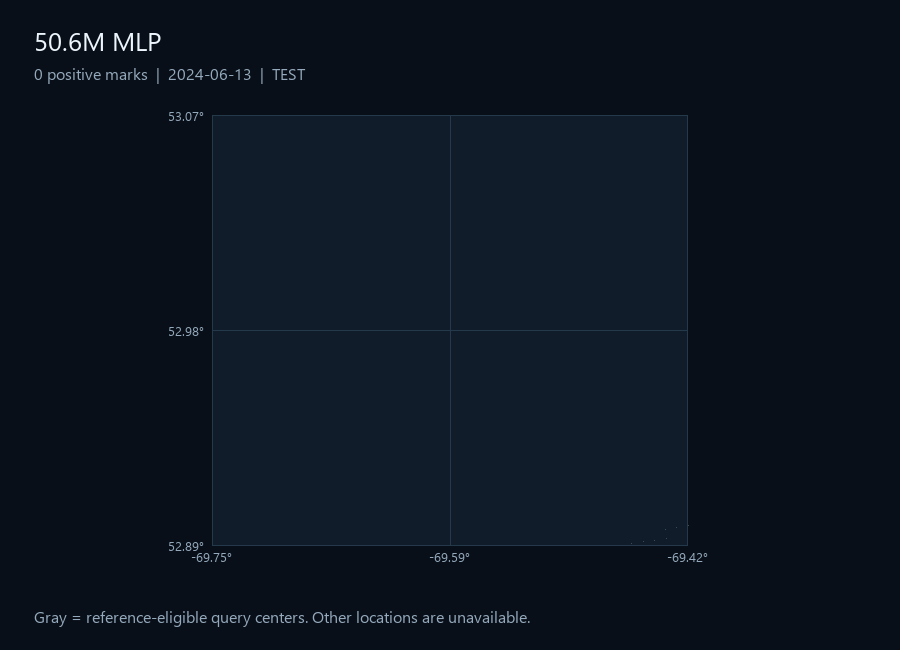 50.6M MLP
0 positive marks | 2024-06-13 | TEST
53.07°
52.98°
52.89°
-69.75° -69.59° -69.42°
Gray = reference-eligible query centers. Other locations are unavailable.